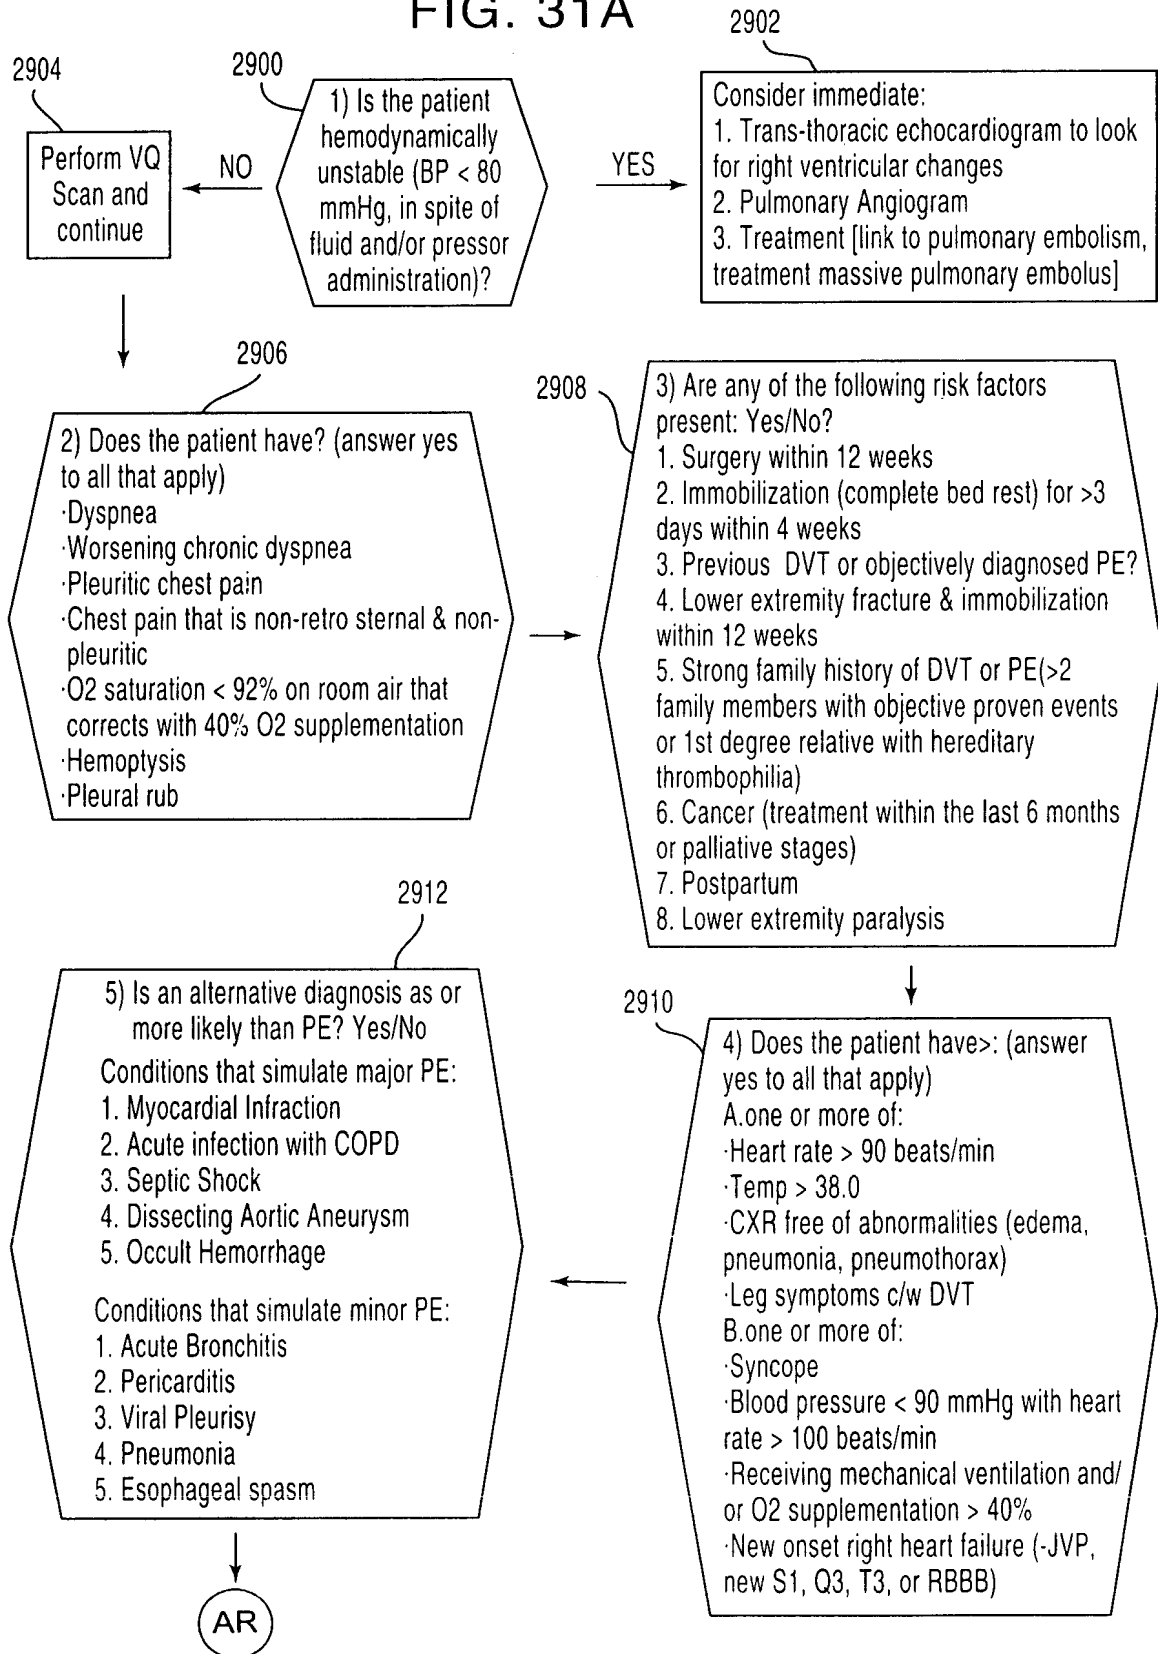 FIG. 31A
2904
2900
2902
Perform VQ
Scan and
continue
NO
1) Is the patient
hemodynamically
unstable (BP < 80
mmHg, in spite of
fluid and/or pressor
administration)?
YES
Consider immediate:
1. Trans-thoracic echocardiogram to look
for right ventricular changes
2. Pulmonary Angiogram
3. Treatment [link to pulmonary embolism,
treatment massive pulmonary embolus]
2906
2) Does the patient have? (answer yes
to all that apply)
·Dyspnea
·Worsening chronic dyspnea
·Pleuritic chest pain
·Chest pain that is non-retro sternal & non-
pleuritic
·O2 saturation < 92% on room air that
corrects with 40% O2 supplementation
·Hemoptysis
·Pleural rub
2908
3) Are any of the following risk factors
present: Yes/No?
1. Surgery within 12 weeks
2. Immobilization (complete bed rest) for >3
days within 4 weeks
3. Previous DVT or objectively diagnosed PE?
4. Lower extremity fracture & immobilization
within 12 weeks
5. Strong family history of DVT or PE(>2
family members with objective proven events
or 1st degree relative with hereditary
thrombophilia)
6. Cancer (treatment within the last 6 months
or palliative stages)
7. Postpartum
8. Lower extremity paralysis
2910
4) Does the patient have>: (answer
yes to all that apply)
A.one or more of:
·Heart rate > 90 beats/min
·Temp > 38.0
·CXR free of abnormalities (edema,
pneumonia, pneumothorax)
·Leg symptoms c/w DVT
B.one or more of:
·Syncope
·Blood pressure < 90 mmHg with heart
rate > 100 beats/min
·Receiving mechanical ventilation and/
or O2 supplementation > 40%
·New onset right heart failure (-JVP,
new S1, Q3, T3, or RBBB)
2912
5) Is an alternative diagnosis as or
more likely than PE? Yes/No
Conditions that simulate major PE:
1. Myocardial Infraction
2. Acute infection with COPD
3. Septic Shock
4. Dissecting Aortic Aneurysm
5. Occult Hemorrhage
Conditions that simulate minor PE:
1. Acute Bronchitis
2. Pericarditis
3. Viral Pleurisy
4. Pneumonia
5. Esophageal spasm
AR